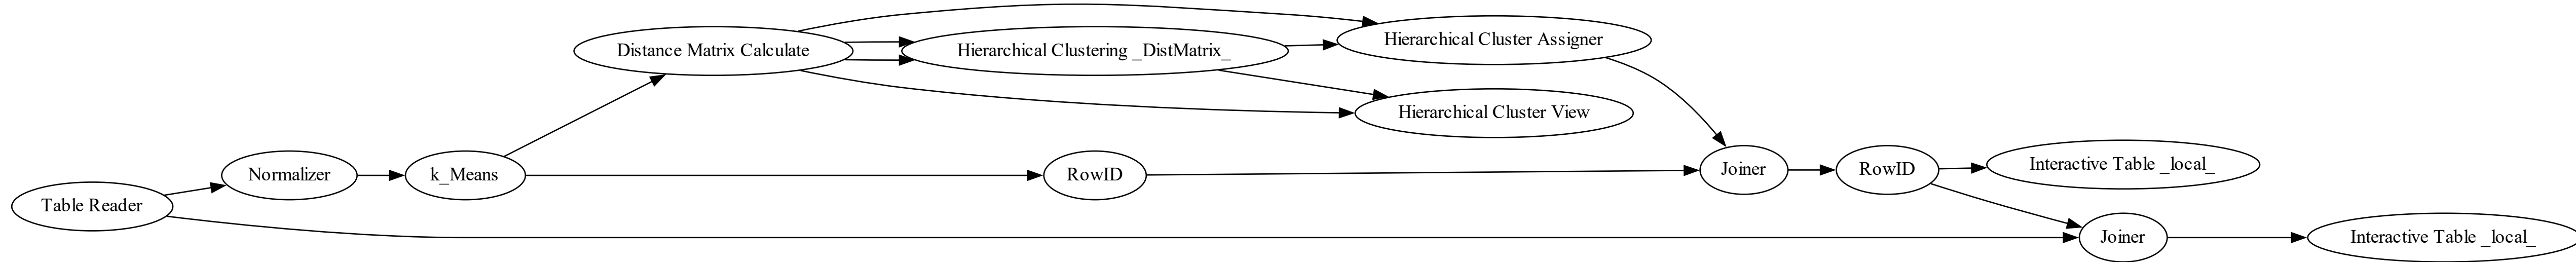 Table Reader
Normalizer
k_Means
Distance Matrix Calculate
Hierarchical Clustering _DistMatrix_
Hierarchical Cluster Assigner
Hierarchical Cluster View
RowID
Joiner
RowID
Interactive Table _local_
Joiner
Interactive Table _local_